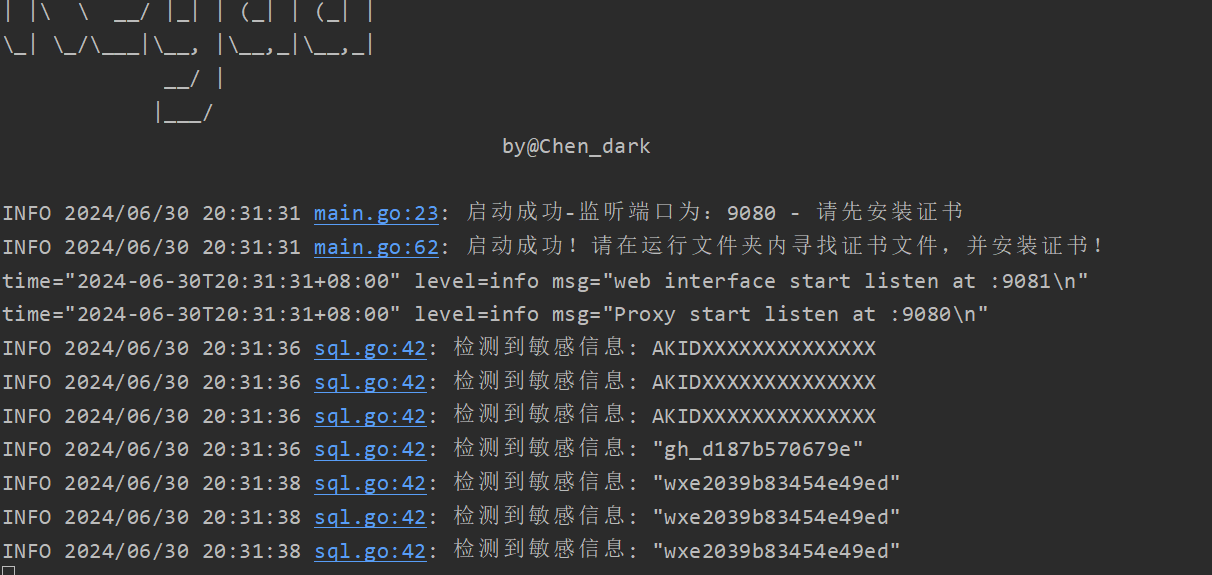 | |\  \  __/ |_| | (_| | (_| |
\_| \_/\___|\__, |\__,_|\__,_|
             __/ |
            |___/
by@Chen_dark
INFO 2024/06/30 20:31:31 main.go:23: 启动成功-监听端口为：9080 - 请先安装证书
INFO 2024/06/30 20:31:31 main.go:62: 启动成功！请在运行文件夹内寻找证书文件，并安装证书！
time="2024-06-30T20:31:31+08:00" level=info msg="web interface start listen at :9081\n"
time="2024-06-30T20:31:31+08:00" level=info msg="Proxy start listen at :9080\n"
INFO 2024/06/30 20:31:36 sql.go:42: 检测到敏感信息: AKIDXXXXXXXXXXXXXX
INFO 2024/06/30 20:31:36 sql.go:42: 检测到敏感信息: AKIDXXXXXXXXXXXXXX
INFO 2024/06/30 20:31:36 sql.go:42: 检测到敏感信息: AKIDXXXXXXXXXXXXXX
INFO 2024/06/30 20:31:36 sql.go:42: 检测到敏感信息: "gh_d187b570679e"
INFO 2024/06/30 20:31:38 sql.go:42: 检测到敏感信息: "wxe2039b83454e49ed"
INFO 2024/06/30 20:31:38 sql.go:42: 检测到敏感信息: "wxe2039b83454e49ed"
INFO 2024/06/30 20:31:38 sql.go:42: 检测到敏感信息: "wxe2039b83454e49ed"